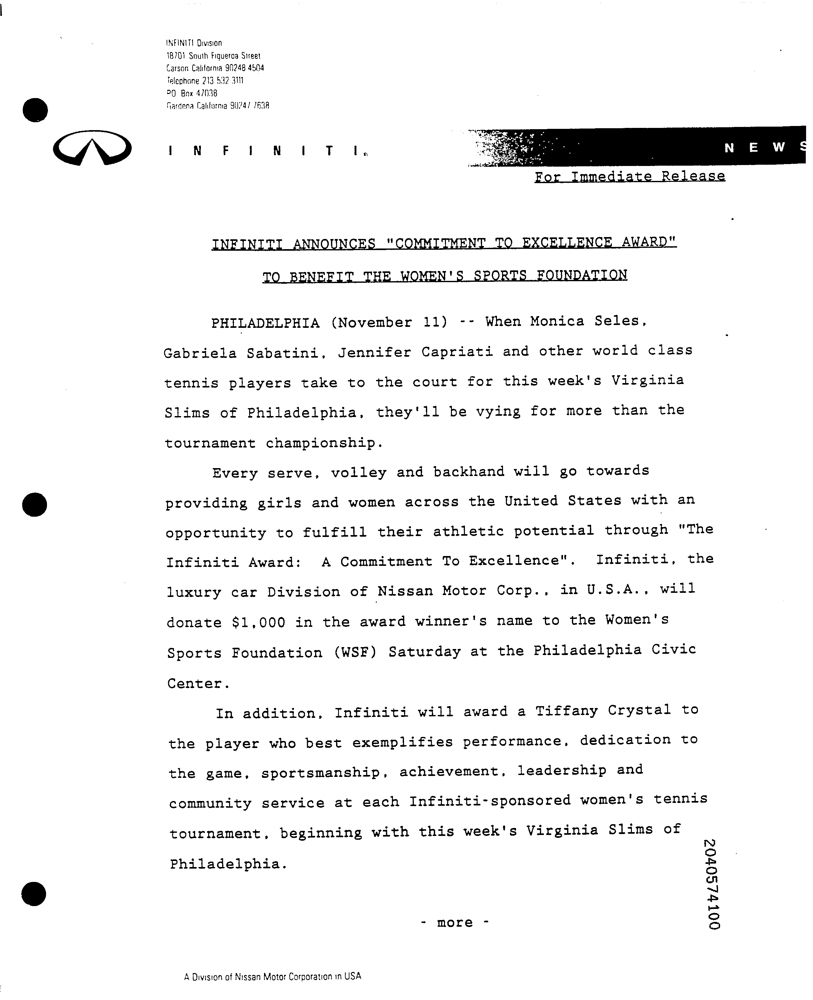 INFINITI Division
18701 South Figueroa Street
Carson California 90248 4504
Telephone 213 532 3111
PO Box 47038
Gardena California 90247 7638
INFINITI®
NEWS
For Immediate Release
INFINITI ANNOUNCES "COMMITMENT TO EXCELLENCE AWARD"
TO BENEFIT THE WOMEN'S SPORTS FOUNDATION
PHILADELPHIA (November 11) -- When Monica Seles,
Gabriela Sabatini, Jennifer Capriati and other world class
tennis players take to the court for this week's Virginia
Slims of Philadelphia, they'll be vying for more than the
tournament championship.
Every serve, volley and backhand will go towards
providing girls and women across the United States with an
opportunity to fulfill their athletic potential through "The
Infiniti Award:  A Commitment To Excellence".  Infiniti, the
luxury car Division of Nissan Motor Corp., in U.S.A., will
donate $1,000 in the award winner's name to the Women's
Sports Foundation (WSF) Saturday at the Philadelphia Civic
Center.
In addition, Infiniti will award a Tiffany Crystal to
the player who best exemplifies performance, dedication to
the game, sportsmanship, achievement, leadership and
community service at each Infiniti-sponsored women's tennis
tournament, beginning with this week's Virginia Slims of
Philadelphia.
2040574100
- more -
A Division of Nissan Motor Corporation in USA